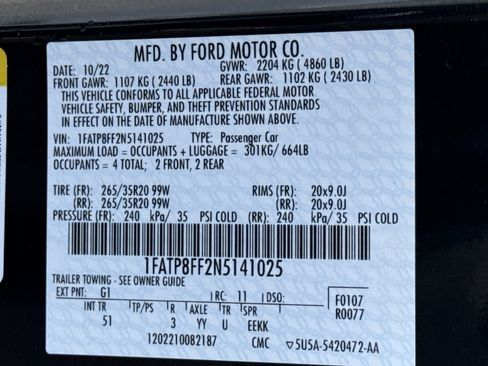 MFD. BY FORD MOTOR CO.
DATE: 10/22 GVWR: 2204 KG ( 4860 LB)
FRONT GAWR: 1107 KG ( 2440 LB) REAR GAWR: 1102 KG ( 2430 LB)
THIS VEHICLE CONFORMS TO ALL APPLICABLE FEDERAL MOTOR
VEHICLE SAFETY, BUMPER, AND THEFT PREVENTION STANDARDS
IN EFFECT ON THE DATE OF MANUFACTURE SHOWN ABOVE.
VIN: 1FATP8FF2N5141025 TYPE: Passenger Car
MAXIMUM LOAD = OCCUPANTS + LUGGAGE = 301KG/ 664LB
OCCUPANTS = 4 TOTAL; 2 FRONT, 2 REAR
TIRE (FR): 265/35R20 99W RIMS (FR): 20x9.0J
(RR): 265/35R20 99W (RR): 20x9.0J
PRESSURE (FR): 240 kPa/ 35 PSI COLD (RR): 240 kPa/ 35 PSI COLD
1FATP8FF2N5141025
TRAILER TOWING - SEE OWNER GUIDE
EXT PNT: G1 RC: 11 DSO: F0107
INT TR TP/PS R AXLE TR SPR R0077
51 3 YY U EEKK
1202210082187 CMC ▽5U5A-5420472-AA